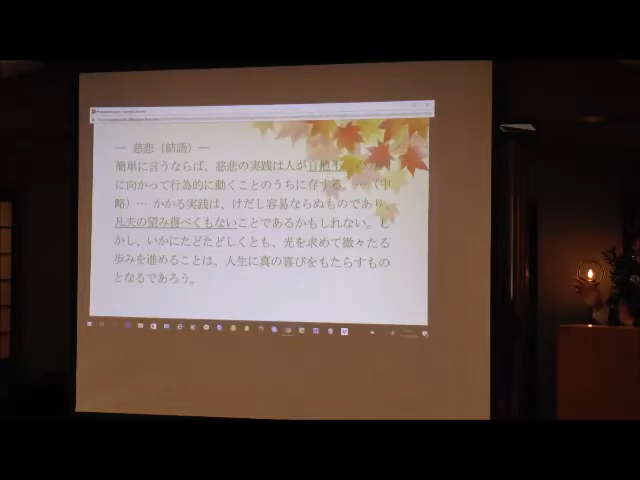 ― 慈悲（結語）―
簡単に言うならば、慈悲の実践は人が自他
に向かって行為的に動くことのうちに存する。…（中
略）… かかる実践は、けだし容易ならぬものであり、
凡夫の望み得べくもないことであるかもしれない。し
かし、いかにたどたどしくとも、光を求めて微々たる
歩みを進めることは、人生に真の喜びをもたらすもの
となるであろう。